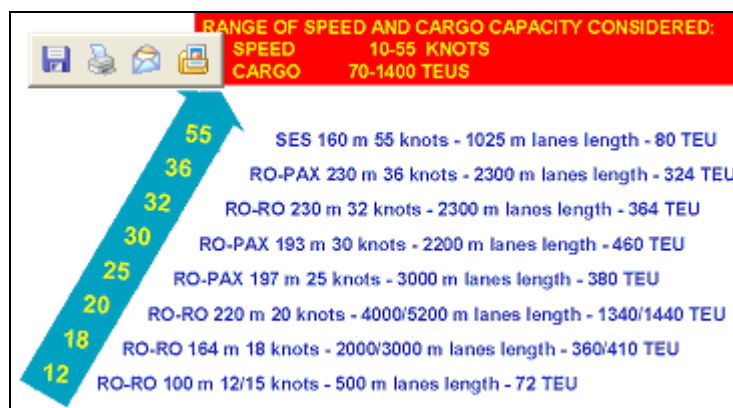 RANGE OF SPEED AND CARGO CAPACITY CONSIDERED:
SPEED 10-55 KNOTS
CARGO 70-1400 TEUS
55 SES 160 m 55 knots - 1025 m lanes length - 80 TEU
36 RO-PAX 230 m 36 knots - 2300 m lanes length - 324 TEU
32 RO-RO 230 m 32 knots - 2300 m lanes length - 364 TEU
30 RO-PAX 193 m 30 knots - 2200 m lanes length - 460 TEU
25 RO-PAX 197 m 25 knots - 3000 m lanes length - 380 TEU
20 RO-RO 220 m 20 knots - 4000/5200 m lanes length - 1340/1440 TEU
18 RO-RO 164 m 18 knots - 2000/3000 m lanes length - 360/410 TEU
12 RO-RO 100 m 12/15 knots - 500 m lanes length - 72 TEU